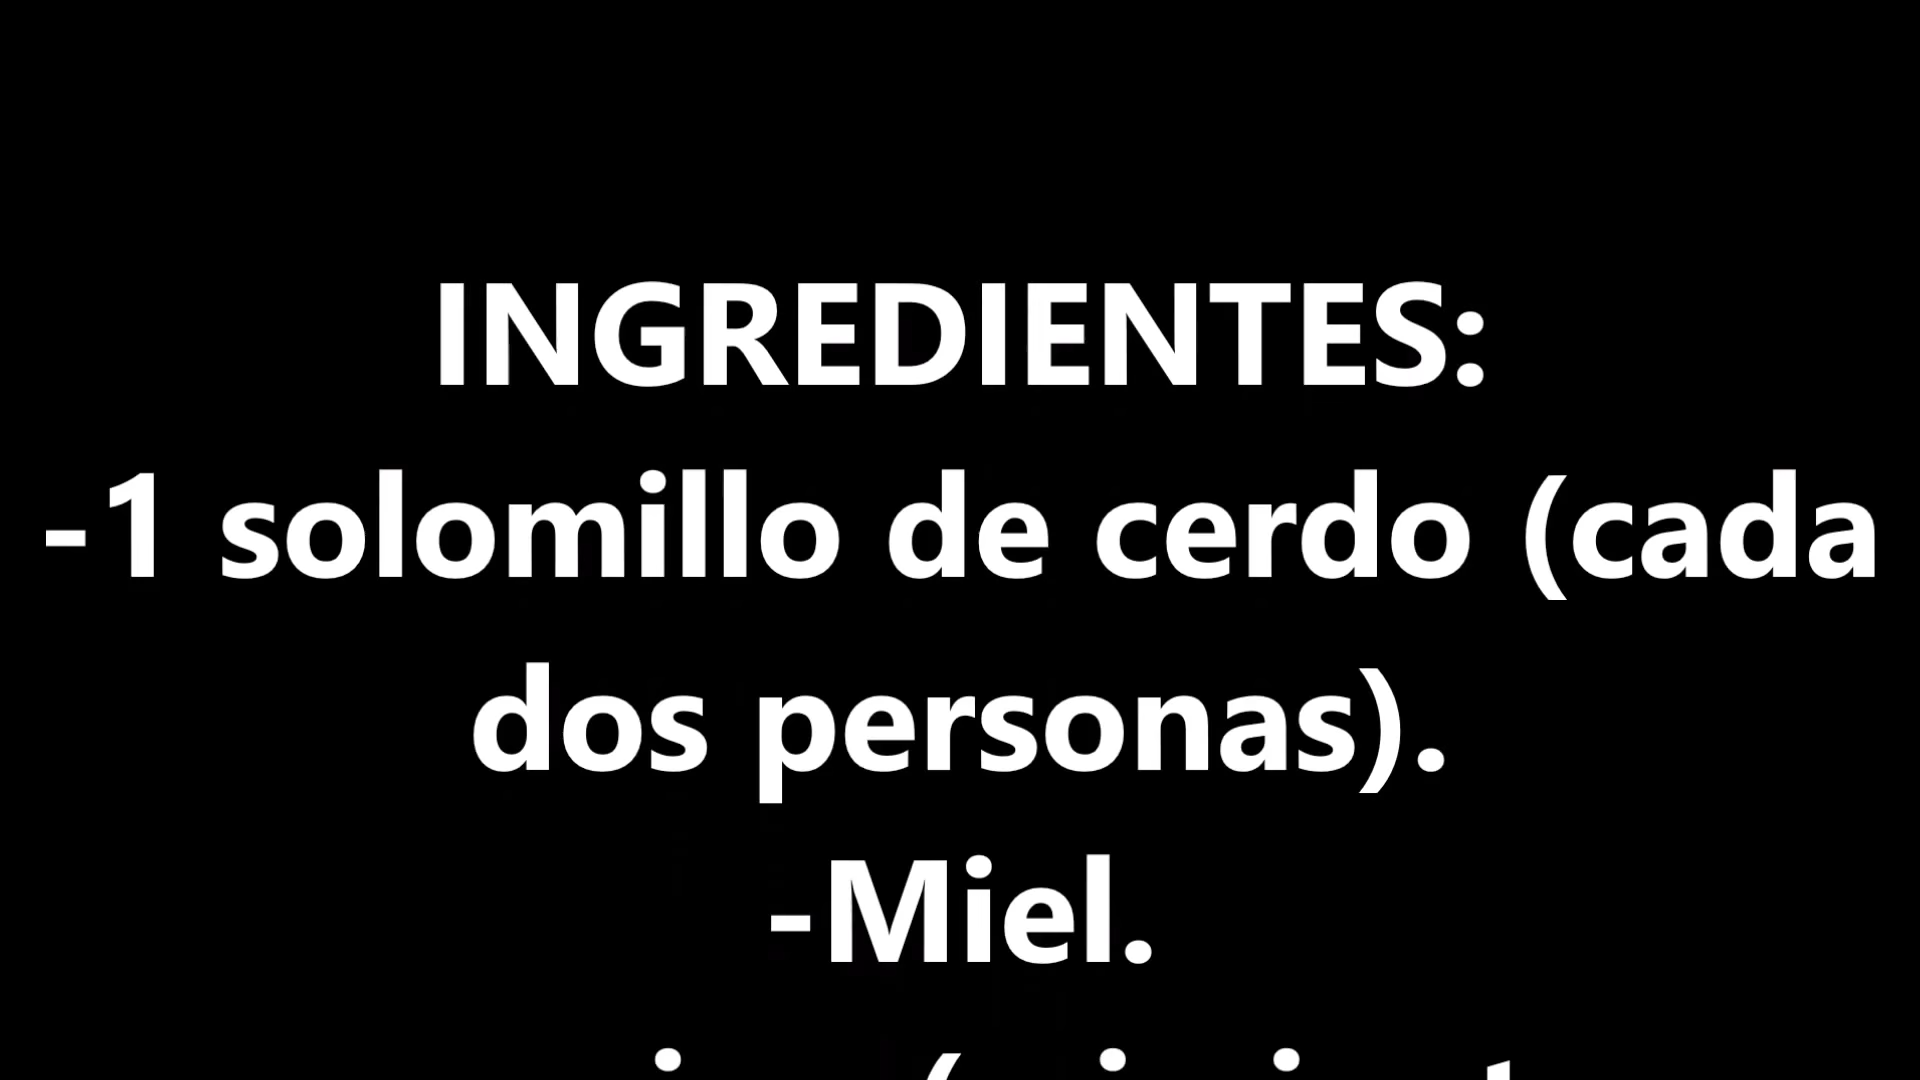 INGREDIENTES:
-1 solomillo de cerdo (cada
dos personas).
-Miel.